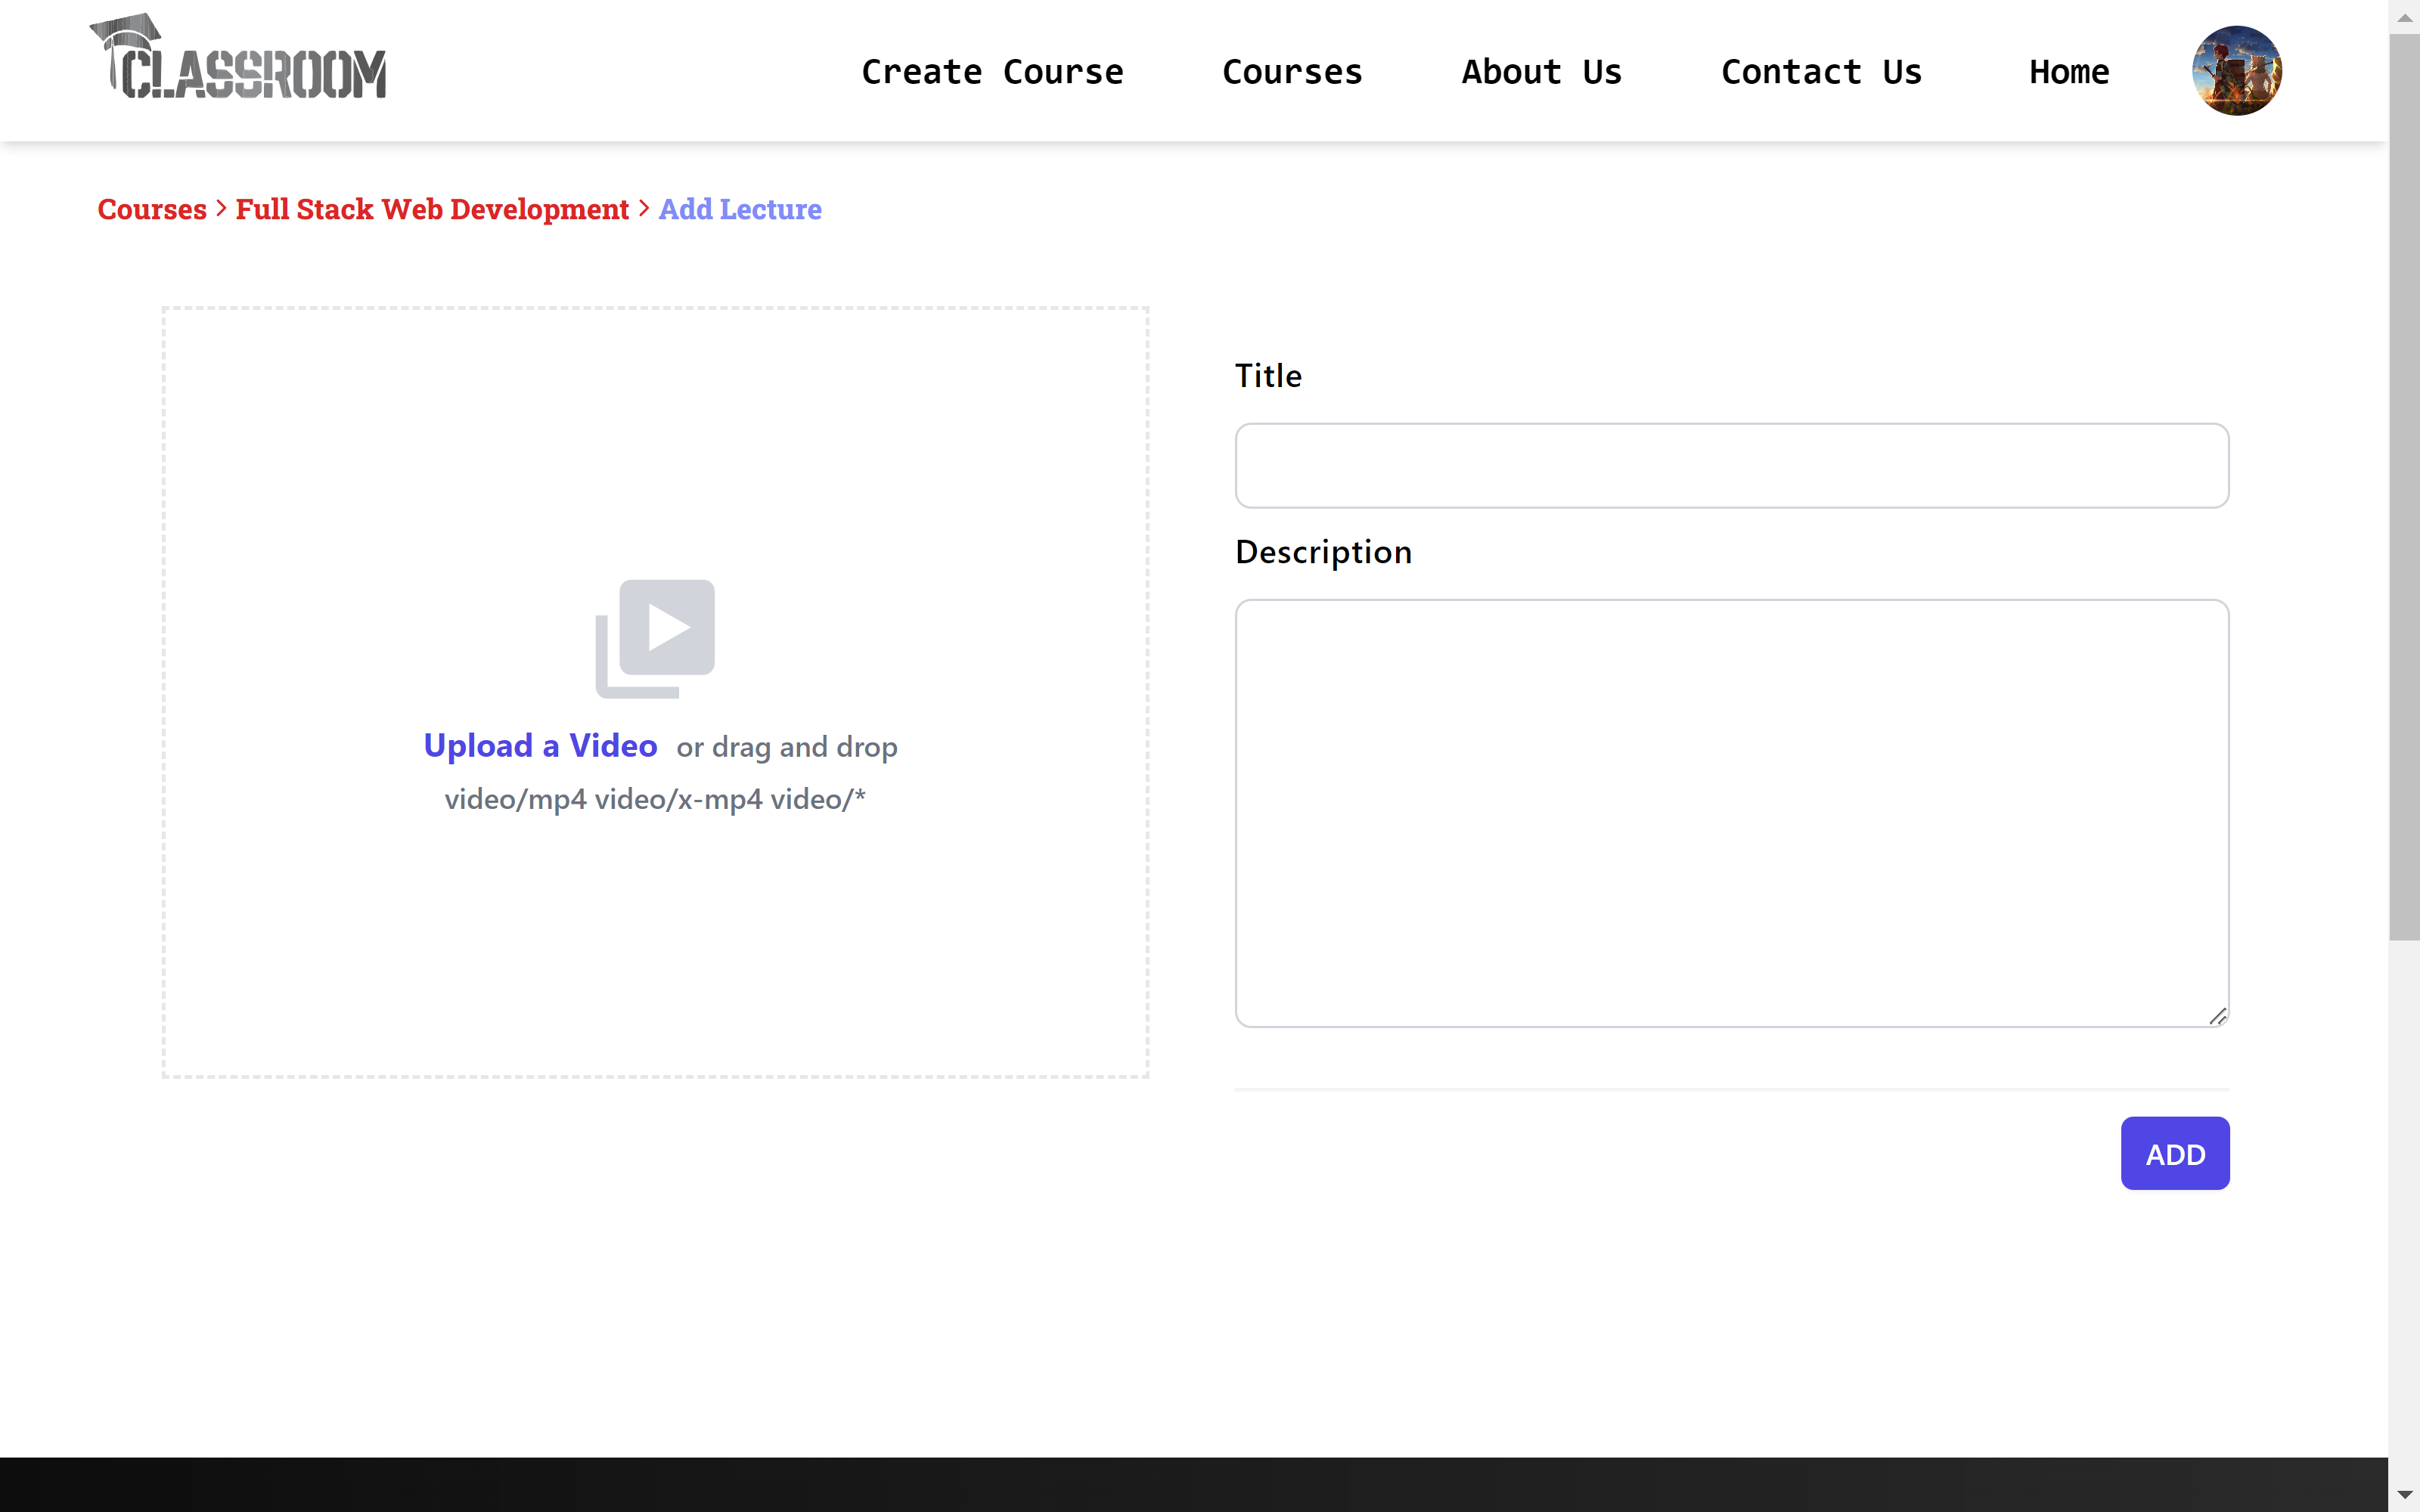 CLASSROOM
Create Course Courses About Us Contact Us Home
Courses > Full Stack Web Development > Add Lecture
Title
Description
Upload a Video or drag and drop
video/mp4 video/x-mp4 video/*
ADD